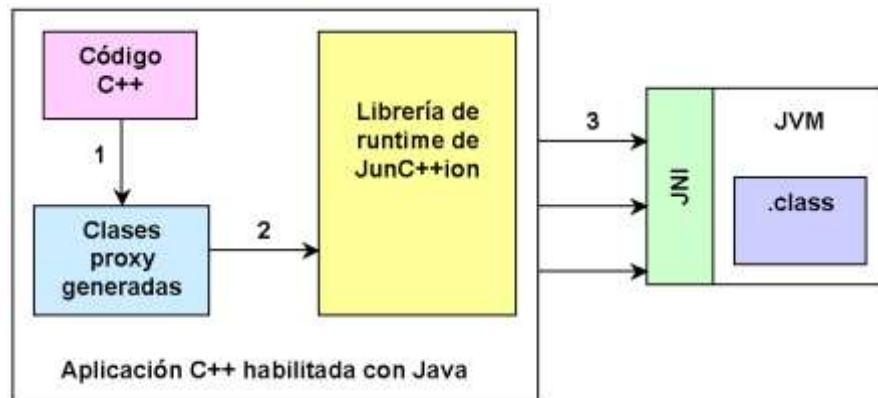 Código
C++
1
Clases
proxy
generadas
2
Librería de
runtime de
JunC++ion
3
JNI
JVM
.class
Aplicación C++ habilitada con Java